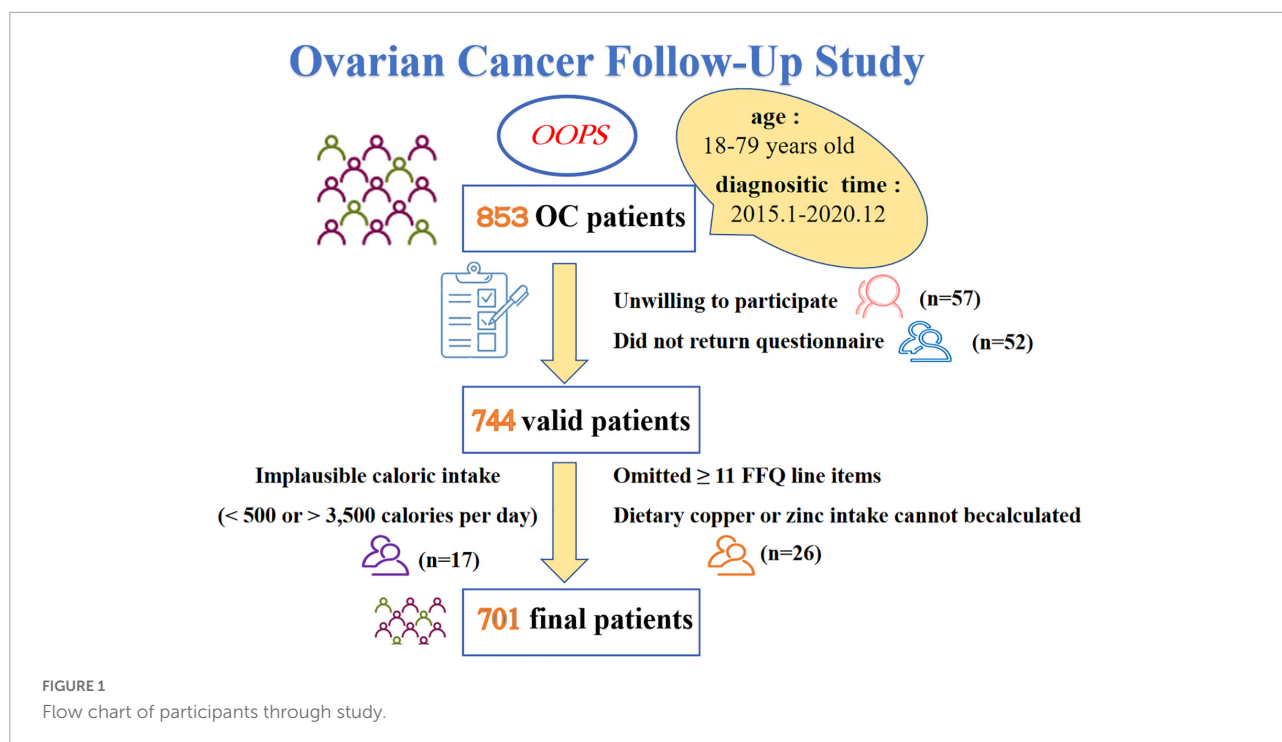 Ovarian Cancer Follow-Up Study
OOPS
age :
18-79 years old
diagnositic time :
2015.1-2020.12
853 OC patients
Unwilling to participate (n=57)
Did not return questionnaire (n=52)
744 valid patients
Implausible caloric intake
(< 500 or > 3,500 calories per day)
(n=17)
Omitted ≥ 11 FFQ line items
Dietary copper or zinc intake cannot becalculated
(n=26)
701 final patients
FIGURE 1
Flow chart of participants through study.